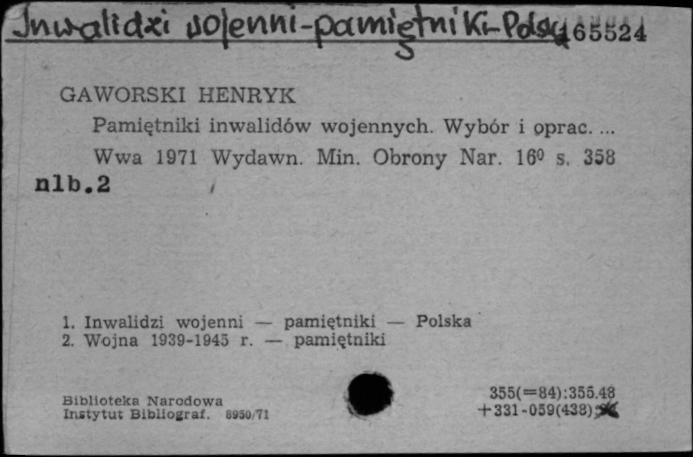 Inwalidzi wojenni-pamiętniki-Polska 165524
GAWORSKI HENRYK
Pamiętniki inwalidów wojennych. Wybór i oprac. ...
Wwa 1971 Wydawn. Min. Obrony Nar. 16⁰ s. 358
nlb.2
1. Inwalidzi wojenni — pamiętniki — Polska
2. Wojna 1939-1945 r. — pamiętniki
Biblioteka Narodowa
Instytut Bibliograf. 8950/71
355(=84):355.48
+331-059(438)